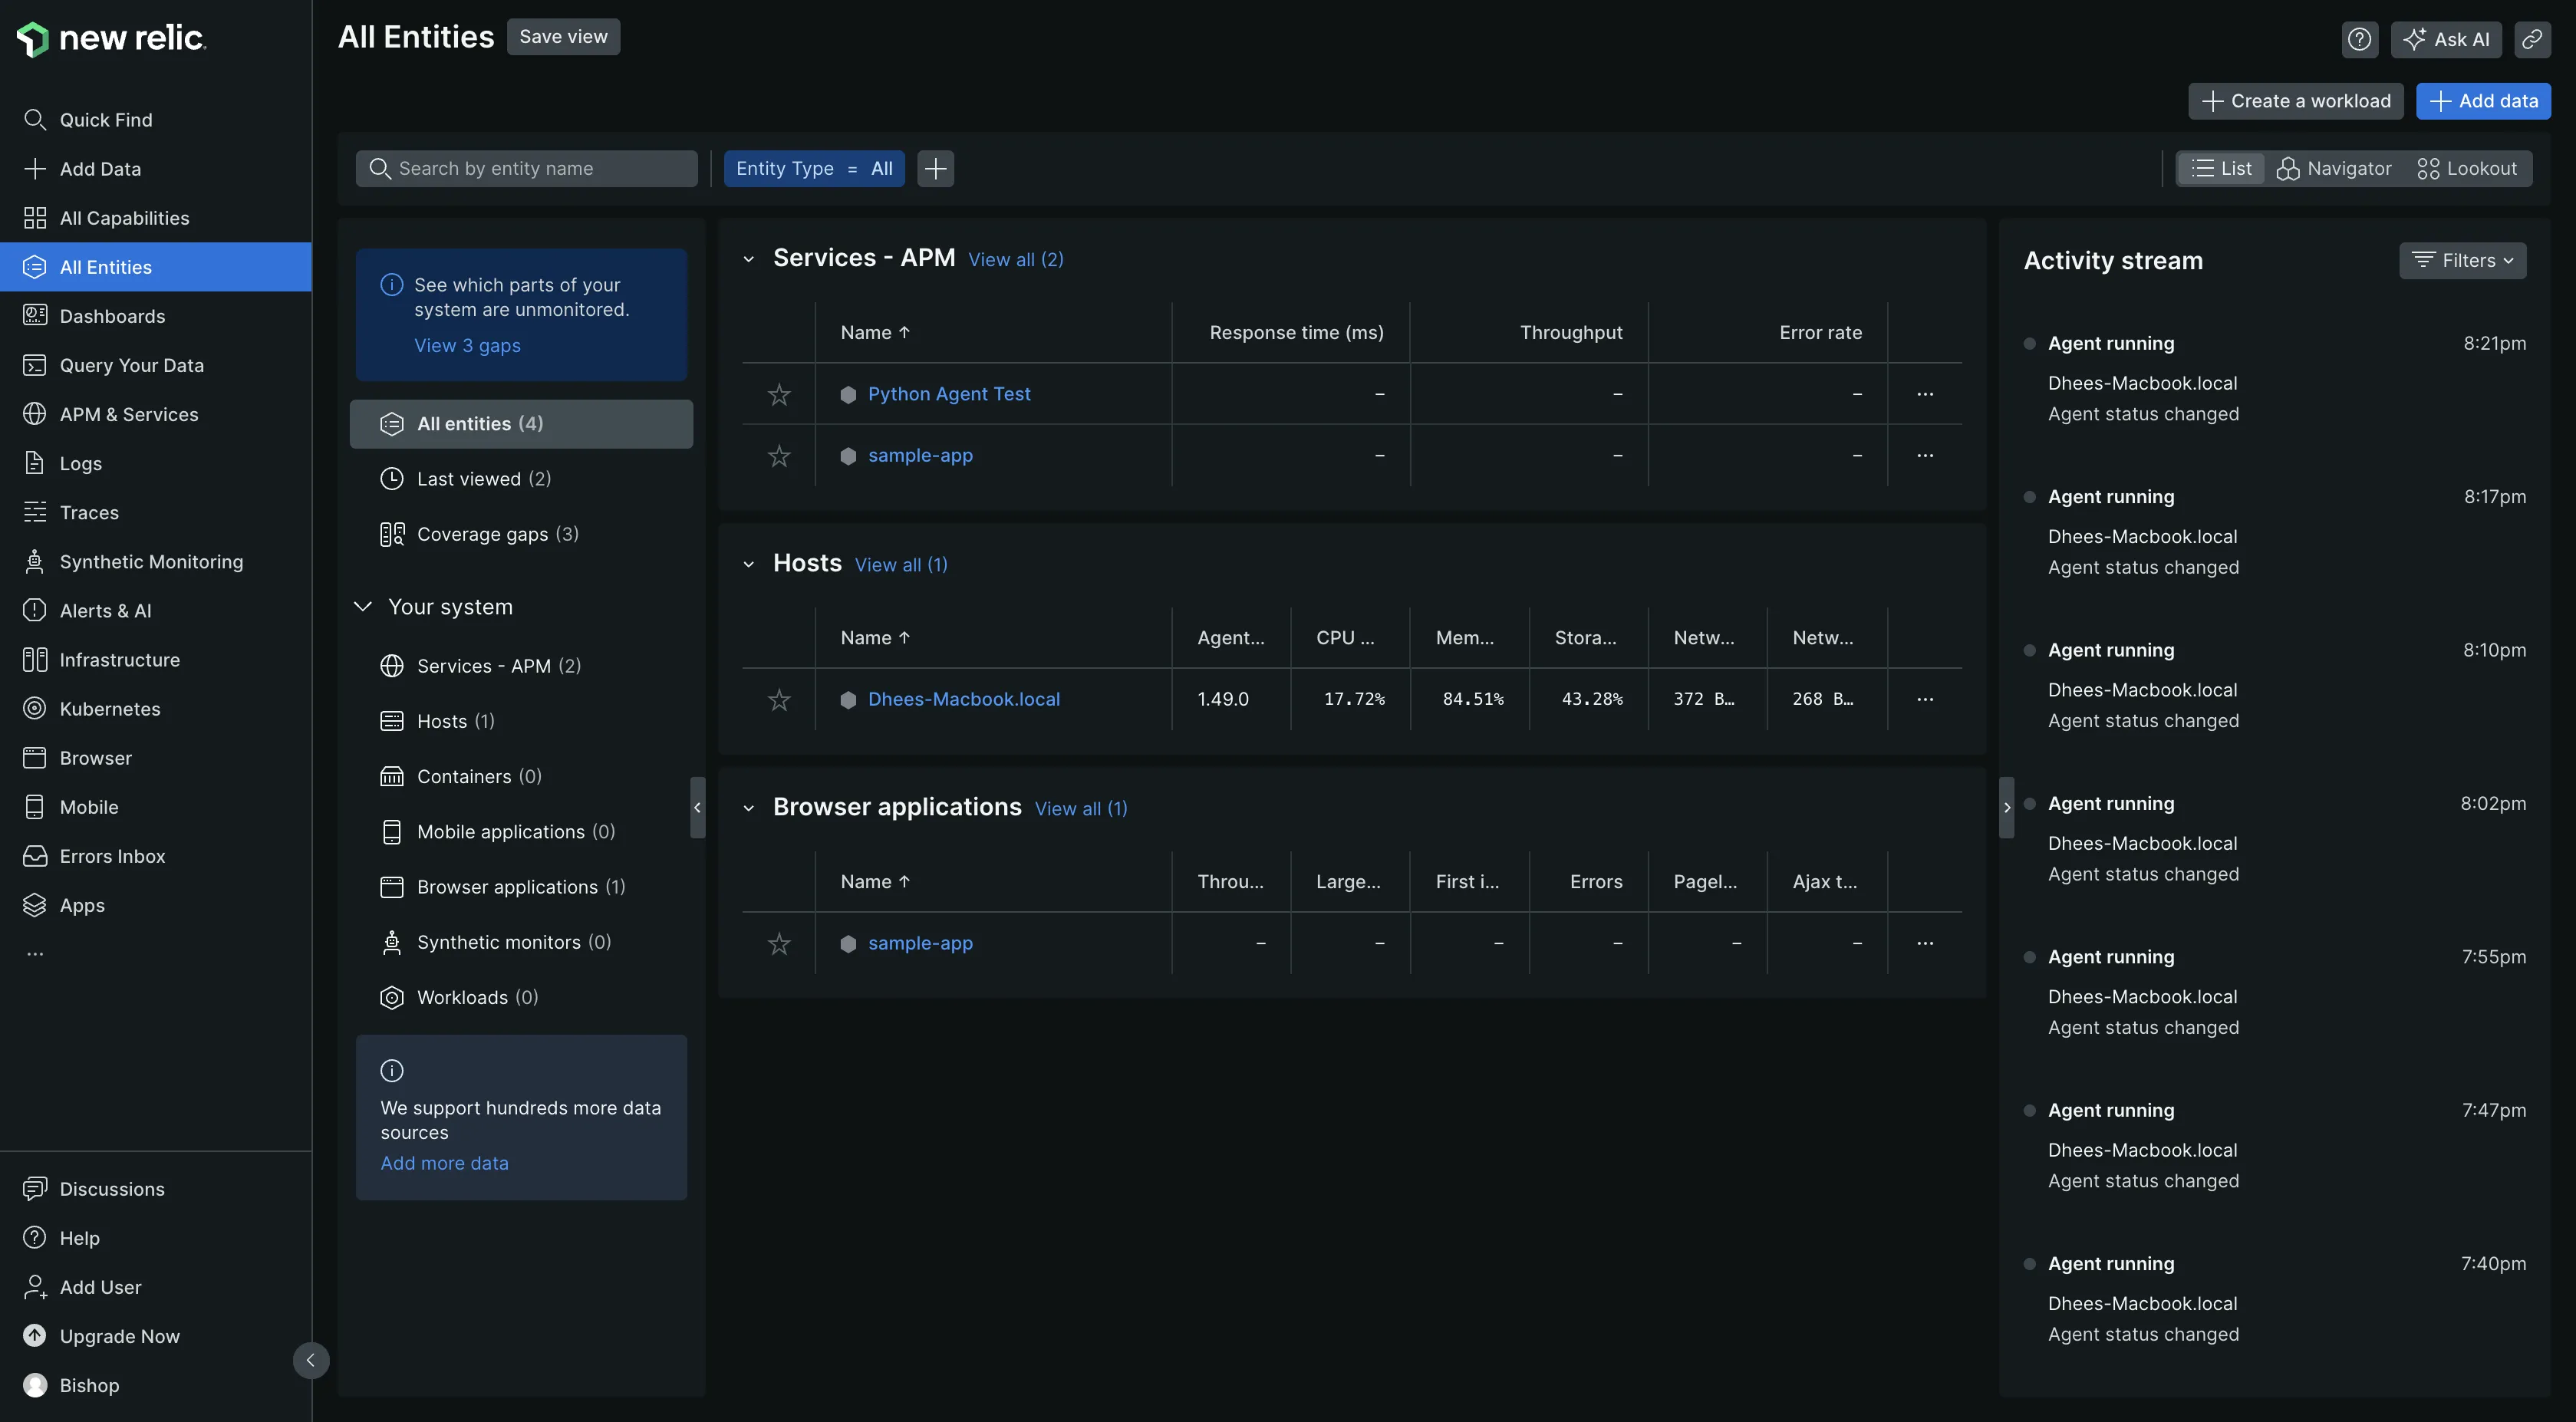 new relic.
Quick Find
Add Data
All Capabilities
All Entities
Dashboards
Query Your Data
APM & Services
Logs
Traces
Synthetic Monitoring
Alerts & AI
Infrastructure
Kubernetes
Browser
Mobile
Errors Inbox
Apps
...
Discussions
Help
Add User
Upgrade Now
Bishop
All Entities Save view
Ask AI
Create a workload Add data
Search by entity name Entity Type = All
List Navigator Lookout
See which parts of your
system are unmonitored.
View 3 gaps
All entities (4)
Last viewed (2)
Coverage gaps (3)
Your system
Services - APM (2)
Hosts (1)
Containers (0)
Mobile applications (0)
Browser applications (1)
Synthetic monitors (0)
Workloads (0)
We support hundreds more data
sources
Add more data
Services - APM View all (2)
Name ↑ Response time (ms) Throughput Error rate
Python Agent Test – – – ...
sample-app – – – ...
Hosts View all (1)
Name ↑ Agent... CPU ... Mem... Stora... Netw... Netw...
Dhees-Macbook.local 1.49.0 17.72% 84.51% 43.28% 372 B… 268 B… ...
Browser applications View all (1)
Name ↑ Throu... Large... First i... Errors Pagel... Ajax t...
sample-app – – – – – – ...
Activity stream Filters
Agent running 8:21pm
Dhees-Macbook.local
Agent status changed
Agent running 8:17pm
Dhees-Macbook.local
Agent status changed
Agent running 8:10pm
Dhees-Macbook.local
Agent status changed
Agent running 8:02pm
Dhees-Macbook.local
Agent status changed
Agent running 7:55pm
Dhees-Macbook.local
Agent status changed
Agent running 7:47pm
Dhees-Macbook.local
Agent status changed
Agent running 7:40pm
Dhees-Macbook.local
Agent status changed